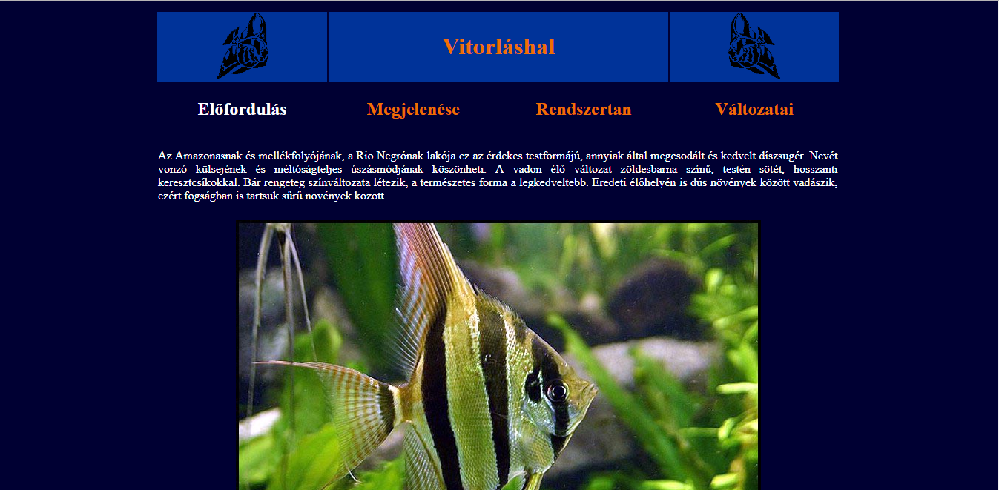 Vitorláshal
Előfordulás Megjelenése Rendszertan Változatai
Az Amazonasnak és mellékfolyójának, a Rio Negrónak lakója ez az érdekes testformájú, annyiak által megcsodált és kedvelt díszsügér. Nevét
vonzó külsejének és méltóságteljes úszásmódjának köszönheti. A vadon élő változat zöldesbarna színű, testén sötét, hosszanti
keresztcsíkokkal. Bár rengeteg színváltozata létezik, a természetes forma a legkedveltebb. Eredeti élőhelyén is dús növények között vadászik,
ezért fogságban is tartsuk sűrű növények között.